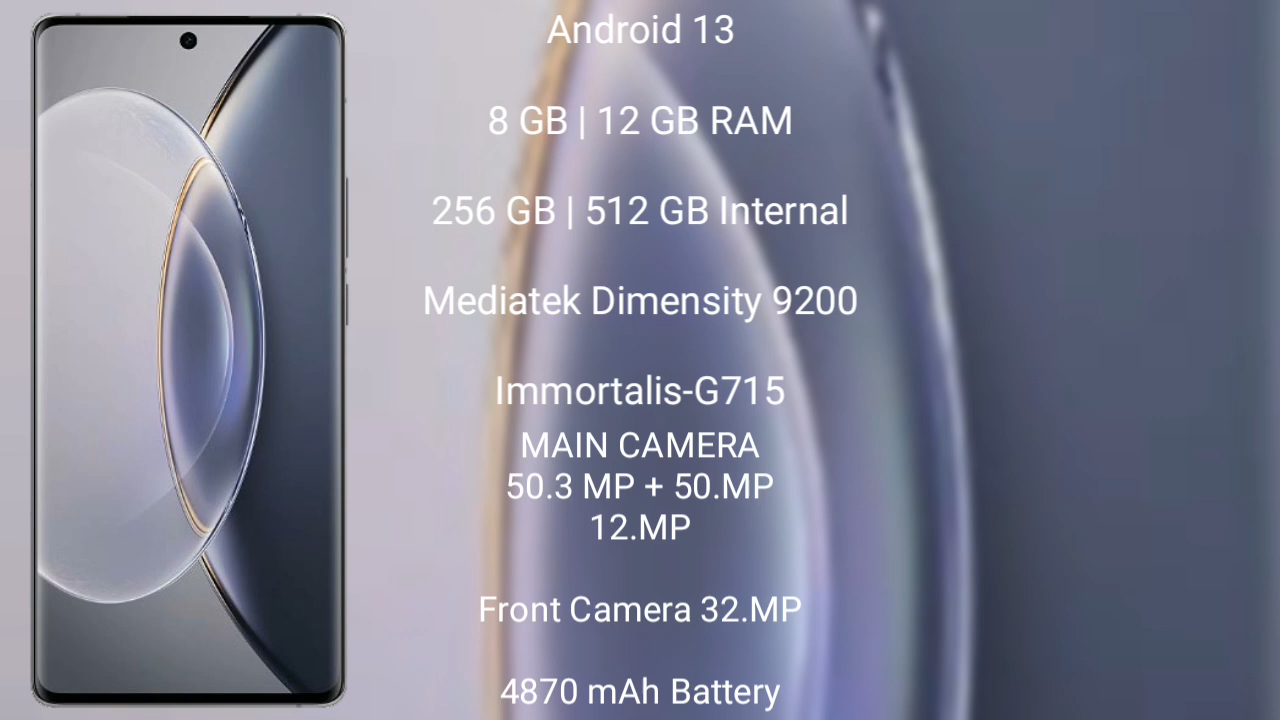 Android 13
8 GB | 12 GB RAM
256 GB | 512 GB Internal
Mediatek Dimensity 9200
Immortalis-G715
MAIN CAMERA
50.3 MP + 50.MP
12.MP
Front Camera 32.MP
4870 mAh Battery